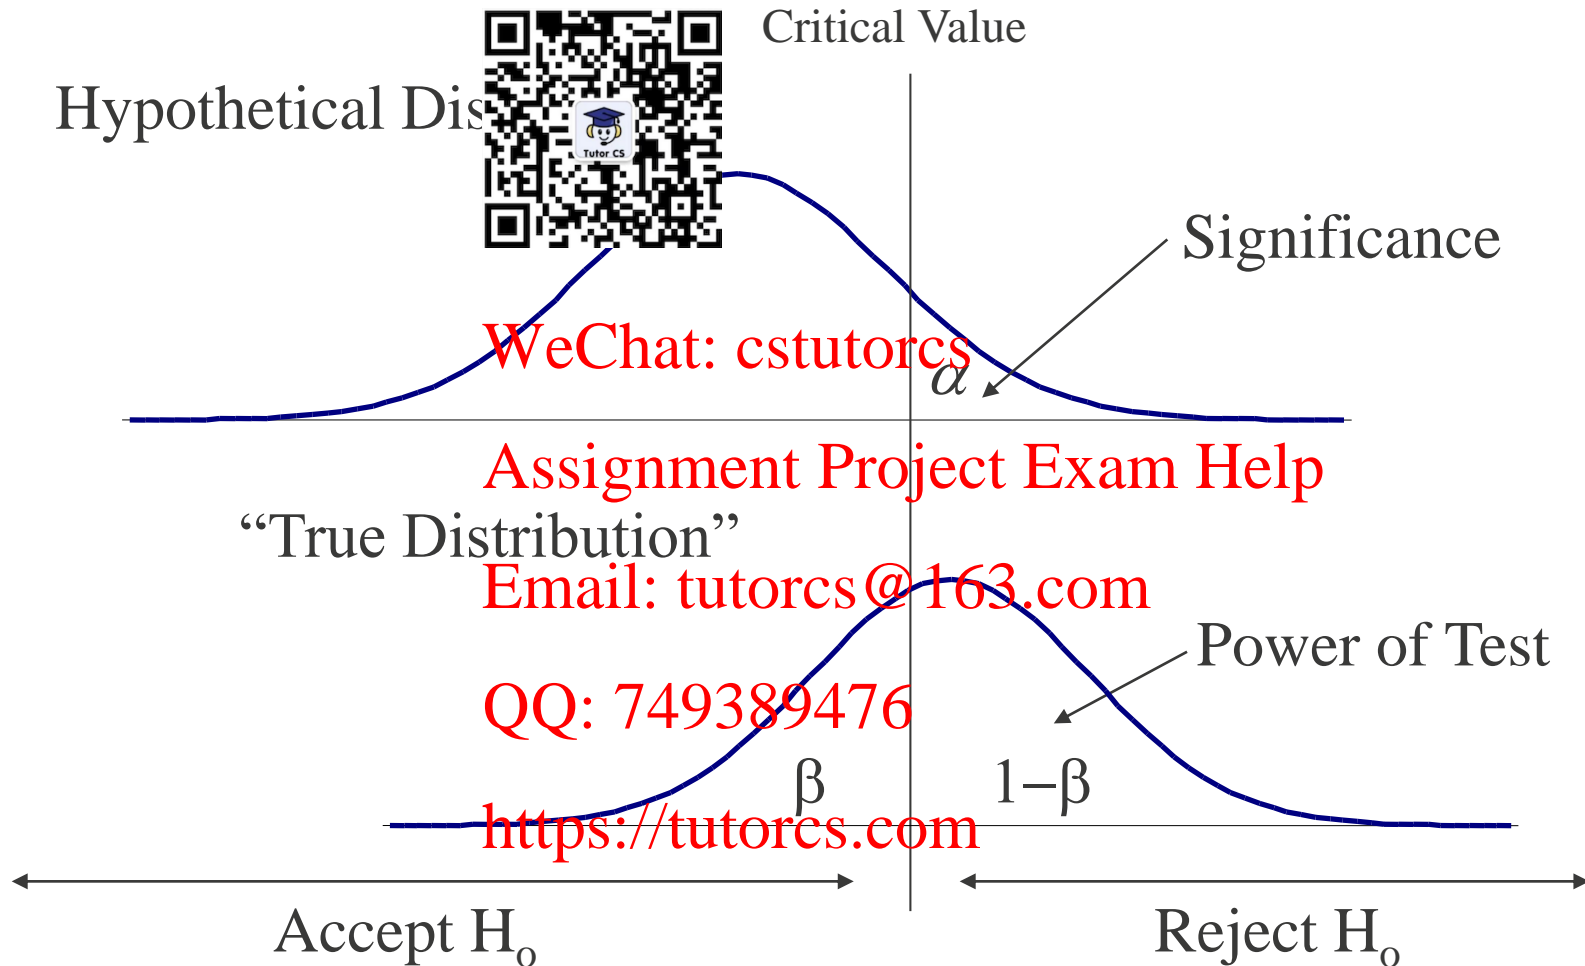 Critical Value
Hypothetical
Tutor CS
Significance
WeChat: cstutorcs
α
Assignment Project Exam Help
“True Distribution”
Email: tutorcs@163.com
Power of Test
QQ: 749389476
β 1−β
https://tutorcs.com
Accept Ho Reject Ho